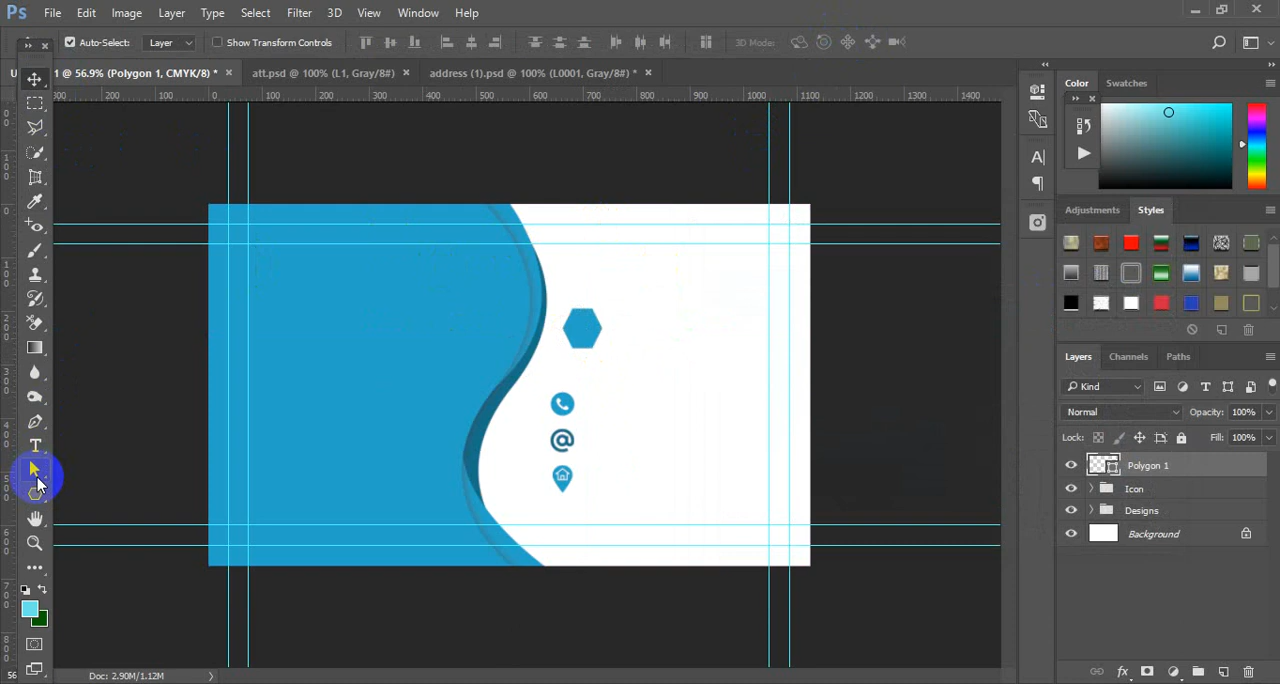 Ps File Edit Image Layer Type Select Filter 3D View Window Help
Auto-Select: Layer Show Transform Controls 3D Mode:
1 @ 56.9% (Polygon 1, CMYK/8) * × att.psd @ 100% (L1, Gray/8#) × address (1).psd @ 100% (L0001, Gray/8#) * ×
100 200 300 400 500 600 700 800 900 1000 1100 1200 1300 1400
Color Swatches
Adjustments Styles
Layers Channels Paths
Kind
Normal Opacity: 100%
Lock: Fill: 100%
Polygon 1
Icon
Designs
Background
56 Doc: 2.90M/1.12M